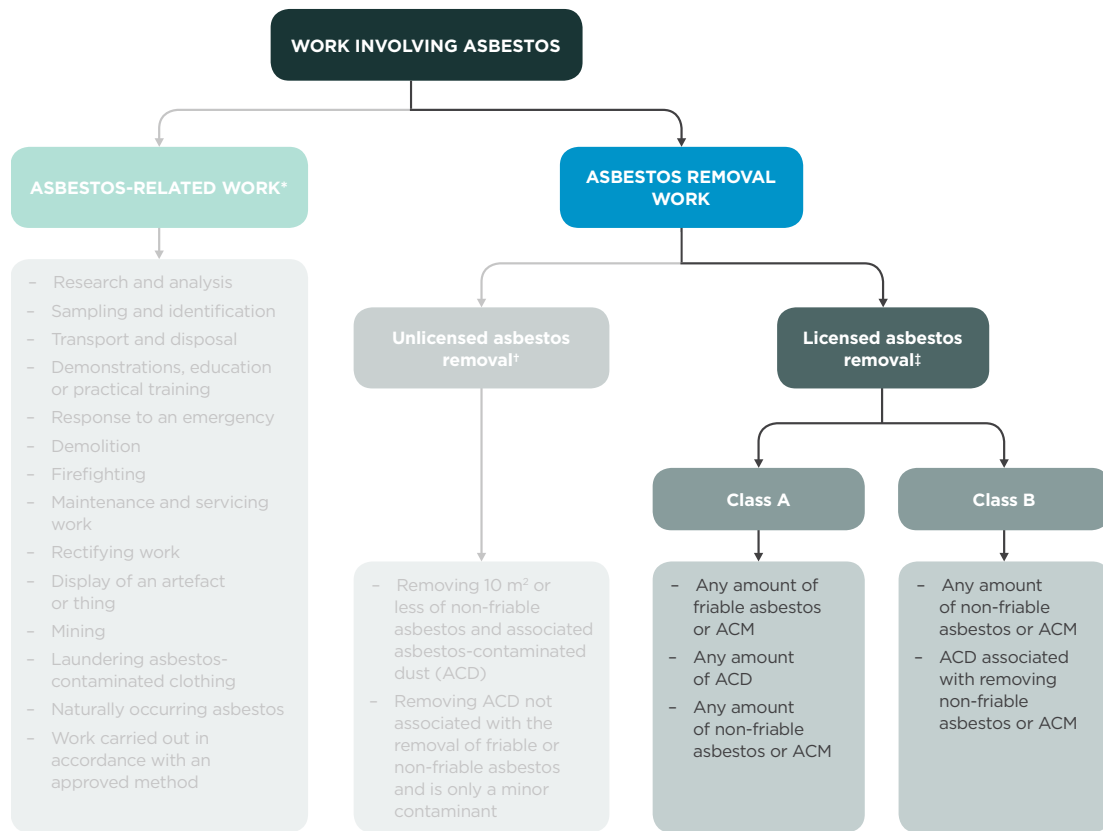 WORK INVOLVING ASBESTOS
ASBESTOS-RELATED WORK*
– Research and analysis
– Sampling and identification
– Transport and disposal
– Demonstrations, education
or practical training
– Response to an emergency
– Demolition
– Firefighting
– Maintenance and servicing
work
– Rectifying work
– Display of an artefact
or thing
– Mining
– Laundering asbestos-
contaminated clothing
– Naturally occurring asbestos
– Work carried out in
accordance with an
approved method
ASBESTOS REMOVAL
WORK
Unlicensed asbestos
removal†
– Removing 10 m² or
less of non-friable
asbestos and associated
asbestos-contaminated
dust (ACD)
– Removing ACD not
associated with the
removal of friable or
non-friable asbestos
and is only a minor
contaminant
Licensed asbestos
removal‡
Class A
– Any amount of
friable asbestos
or ACM
– Any amount
of ACD
– Any amount
of non-friable
asbestos or ACM
Class B
– Any amount
of non-friable
asbestos or ACM
– ACD associated
with removing
non-friable
asbestos or ACM